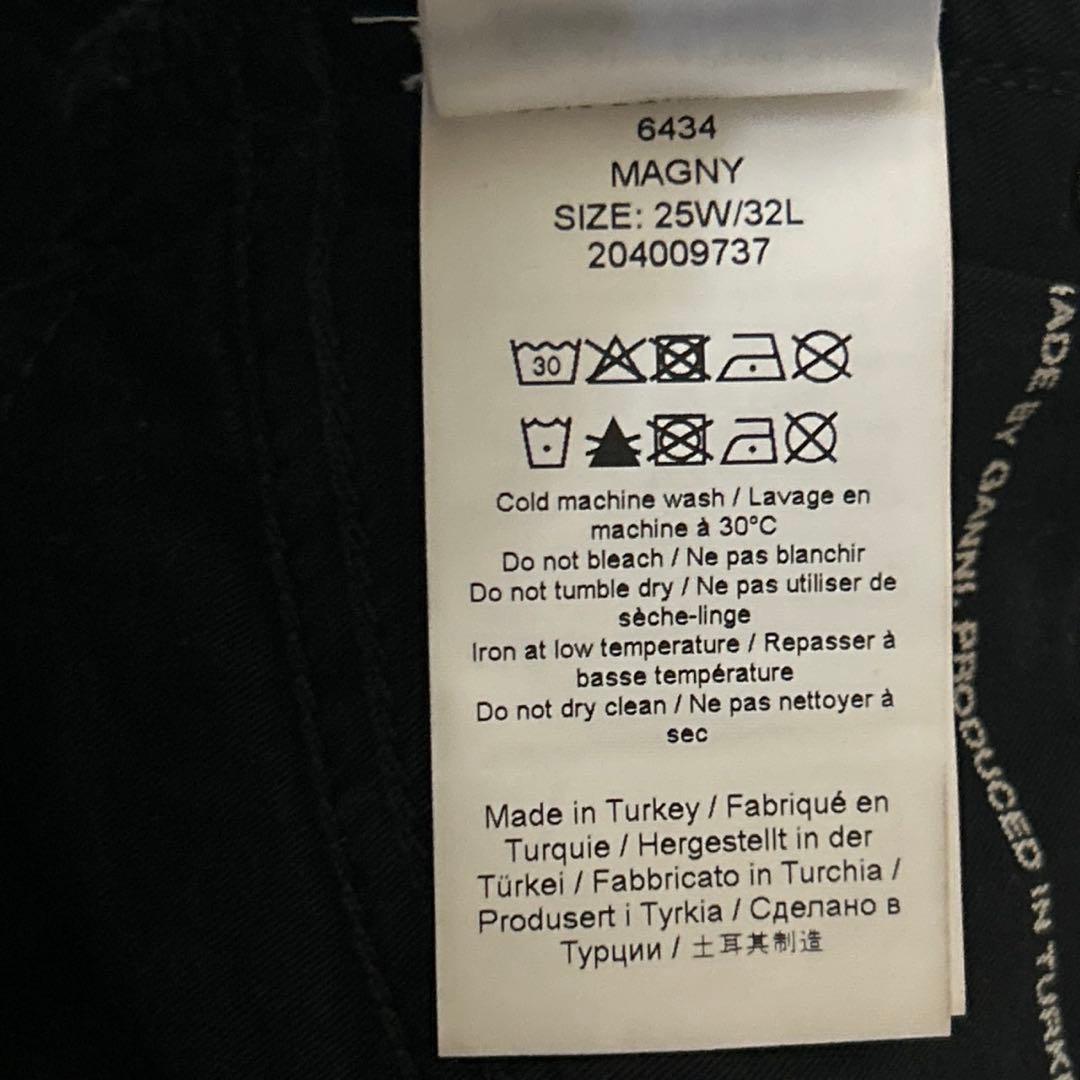 6434
MAGNY
SIZE: 25W/32L
204009737
30
Cold machine wash / Lavage en
machine à 30°C
Do not bleach / Ne pas blanchir
Do not tumble dry / Ne pas utiliser de
sèche-linge
Iron at low temperature / Repasser à
basse température
Do not dry clean / Ne pas nettoyer à
sec
Made in Turkey / Fabriqué en
Turquie / Hergestellt in der
Türkei / Fabbricato in Turchia /
Produsert i Tyrkia / Сделано в
Турции / 土耳其制造
BY GANNI. PRODUCED IN